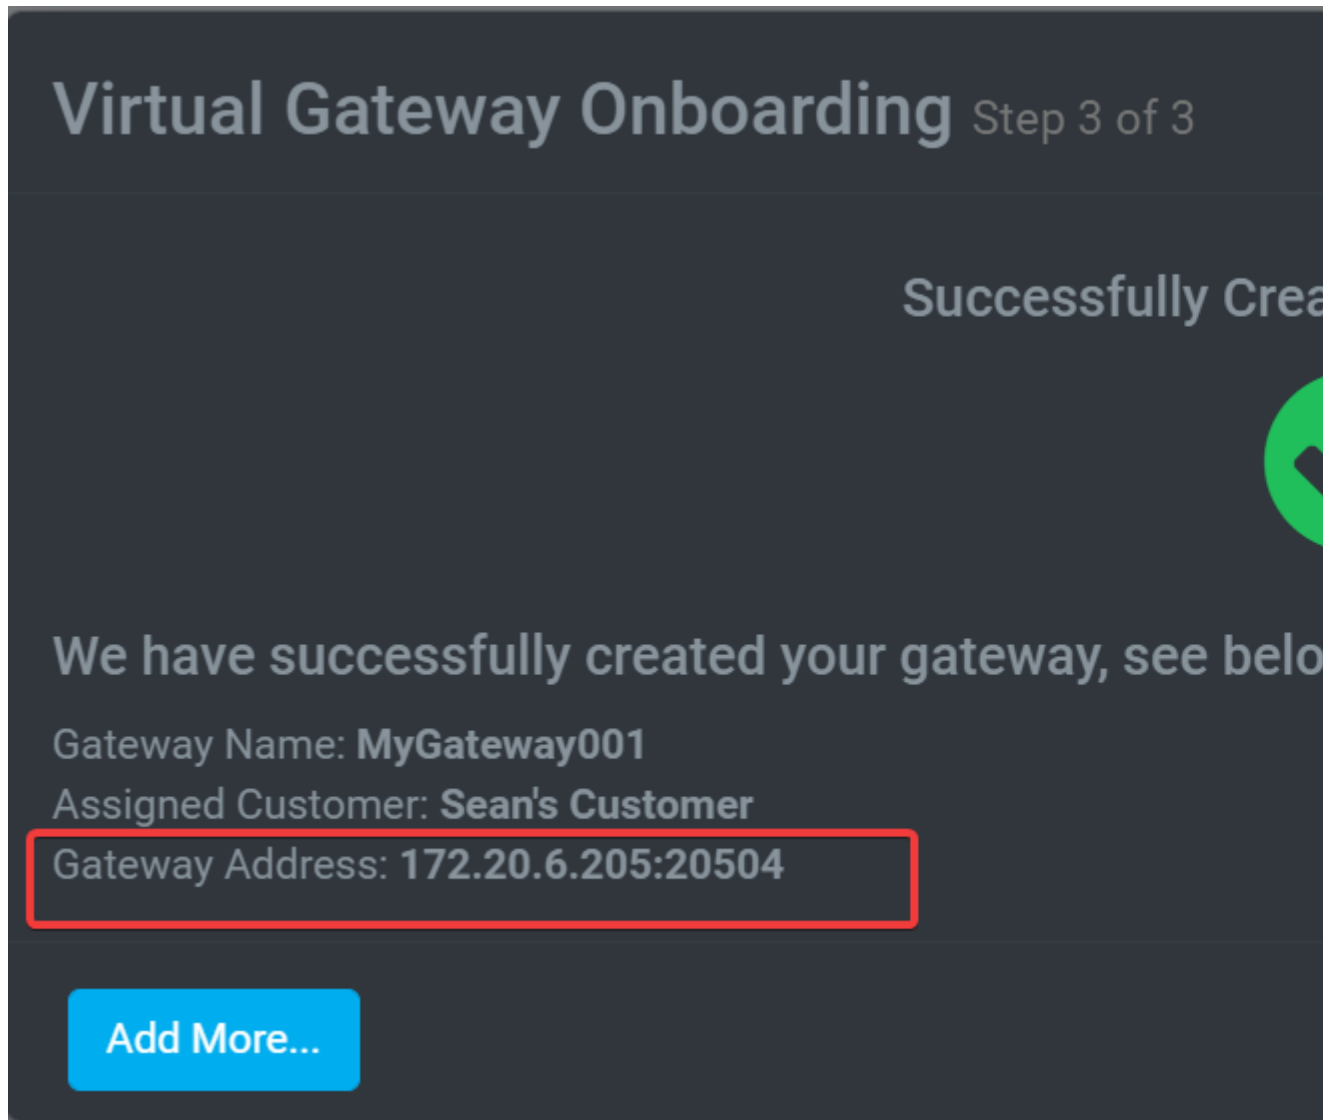 Virtual Gateway Onboarding Step 3 of 3
Successfully Crea
We have successfully created your gateway, see belo
Gateway Name: MyGateway001
Assigned Customer: Sean's Customer
Gateway Address: 172.20.6.205:20504
Add More...